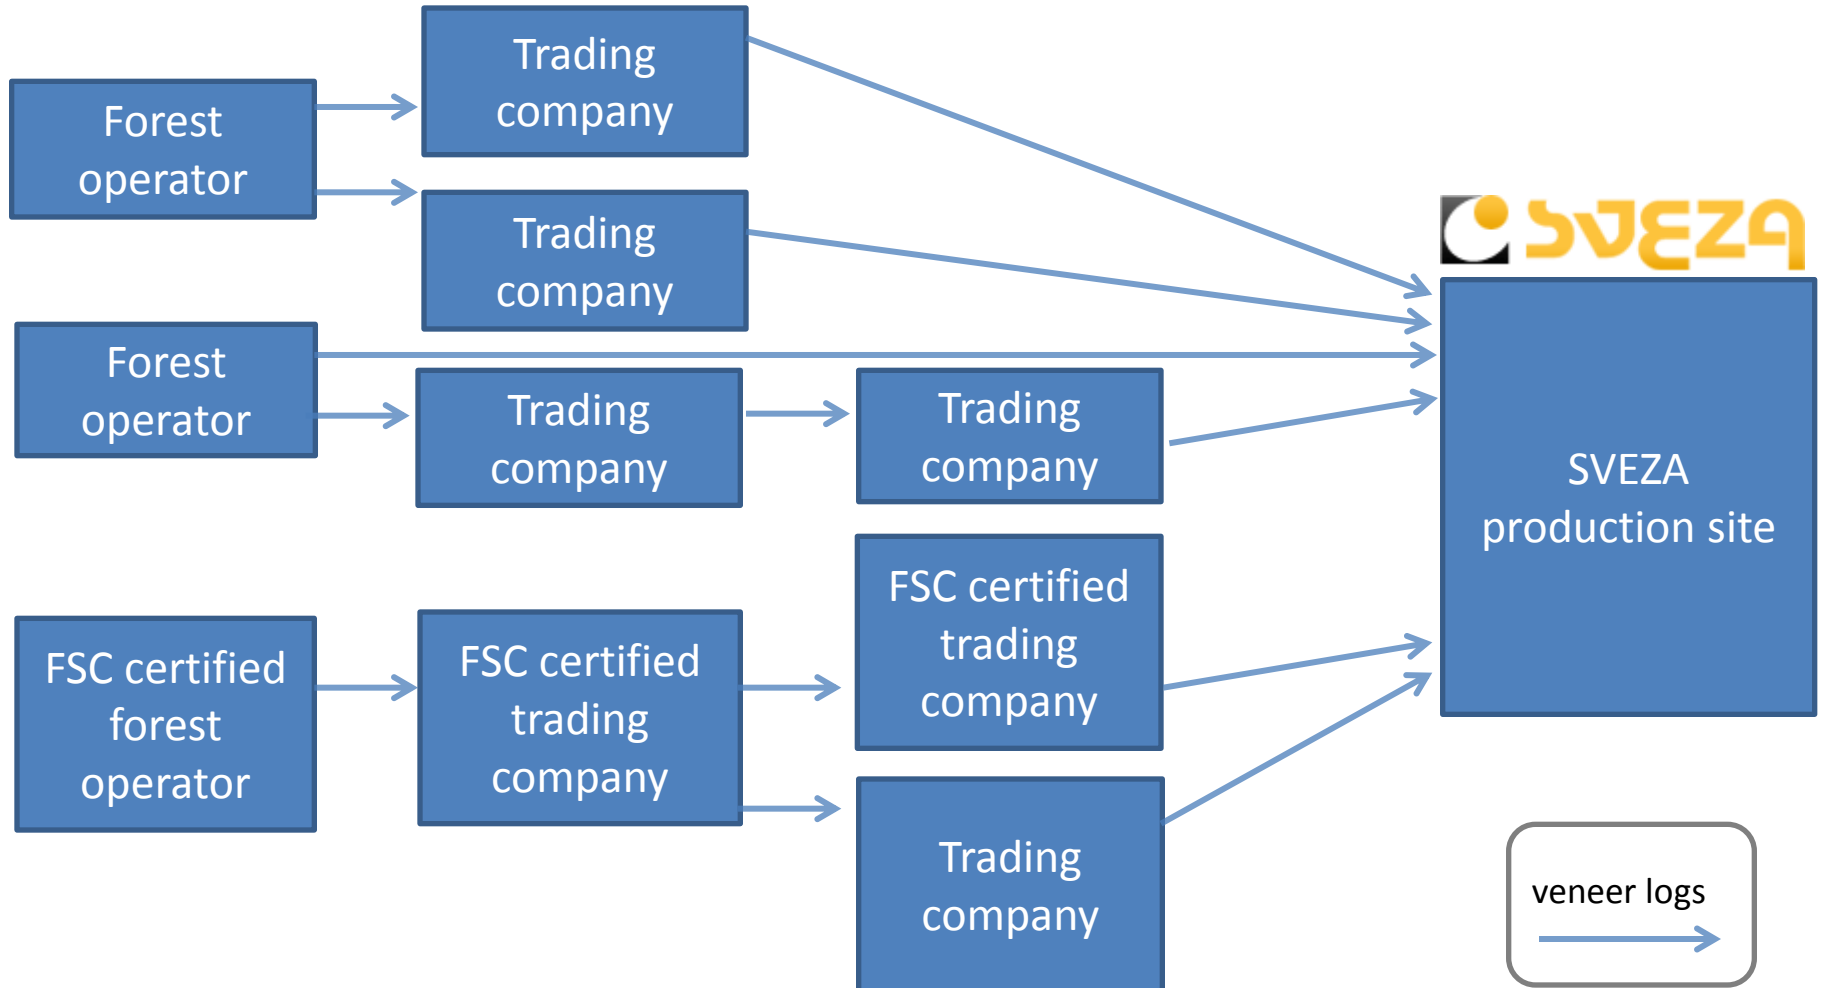 Trading
company
Forest
operator
Trading
company
SVEZA
Forest
operator
Trading
company
Trading
company
SVEZA
production site
FSC certified
forest
operator
FSC certified
trading
company
FSC certified
trading
company
Trading
company
veneer logs